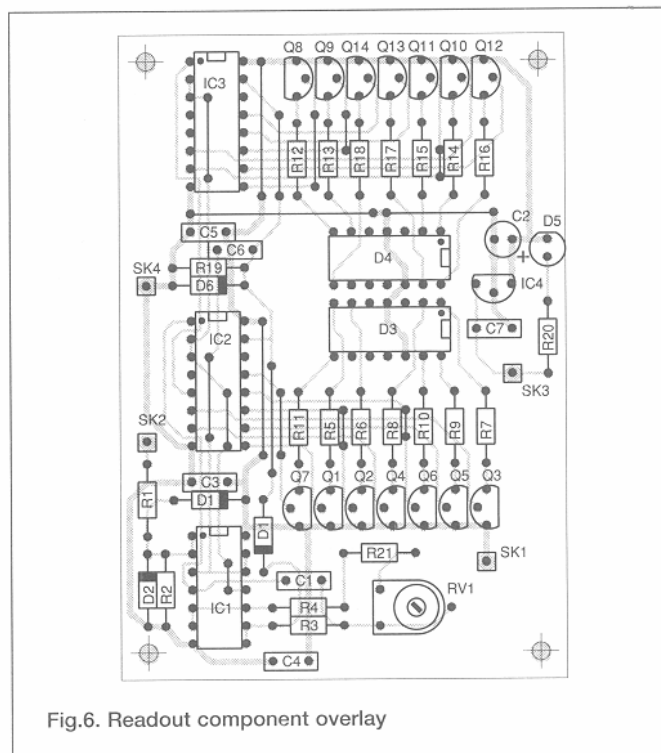 Q8 Q9 Q14 Q13 Q11 Q10 Q12
IC3
R12 R13 R18 R17 R15 R14 R16
C5
C6
C2 D5
SK4
R19
D6
D4
+
IC4
IC2
D3
C7
R20
SK3
SK2
R11 R5 R6 R8 R10 R9 R7
C3
Q7 Q1 Q2 Q4 Q6 Q5 Q3
R1
D1
D1
R21
SK1
D2 R2
IC1
C1
R4
R3
RV1
C4
Fig.6. Readout component overlay